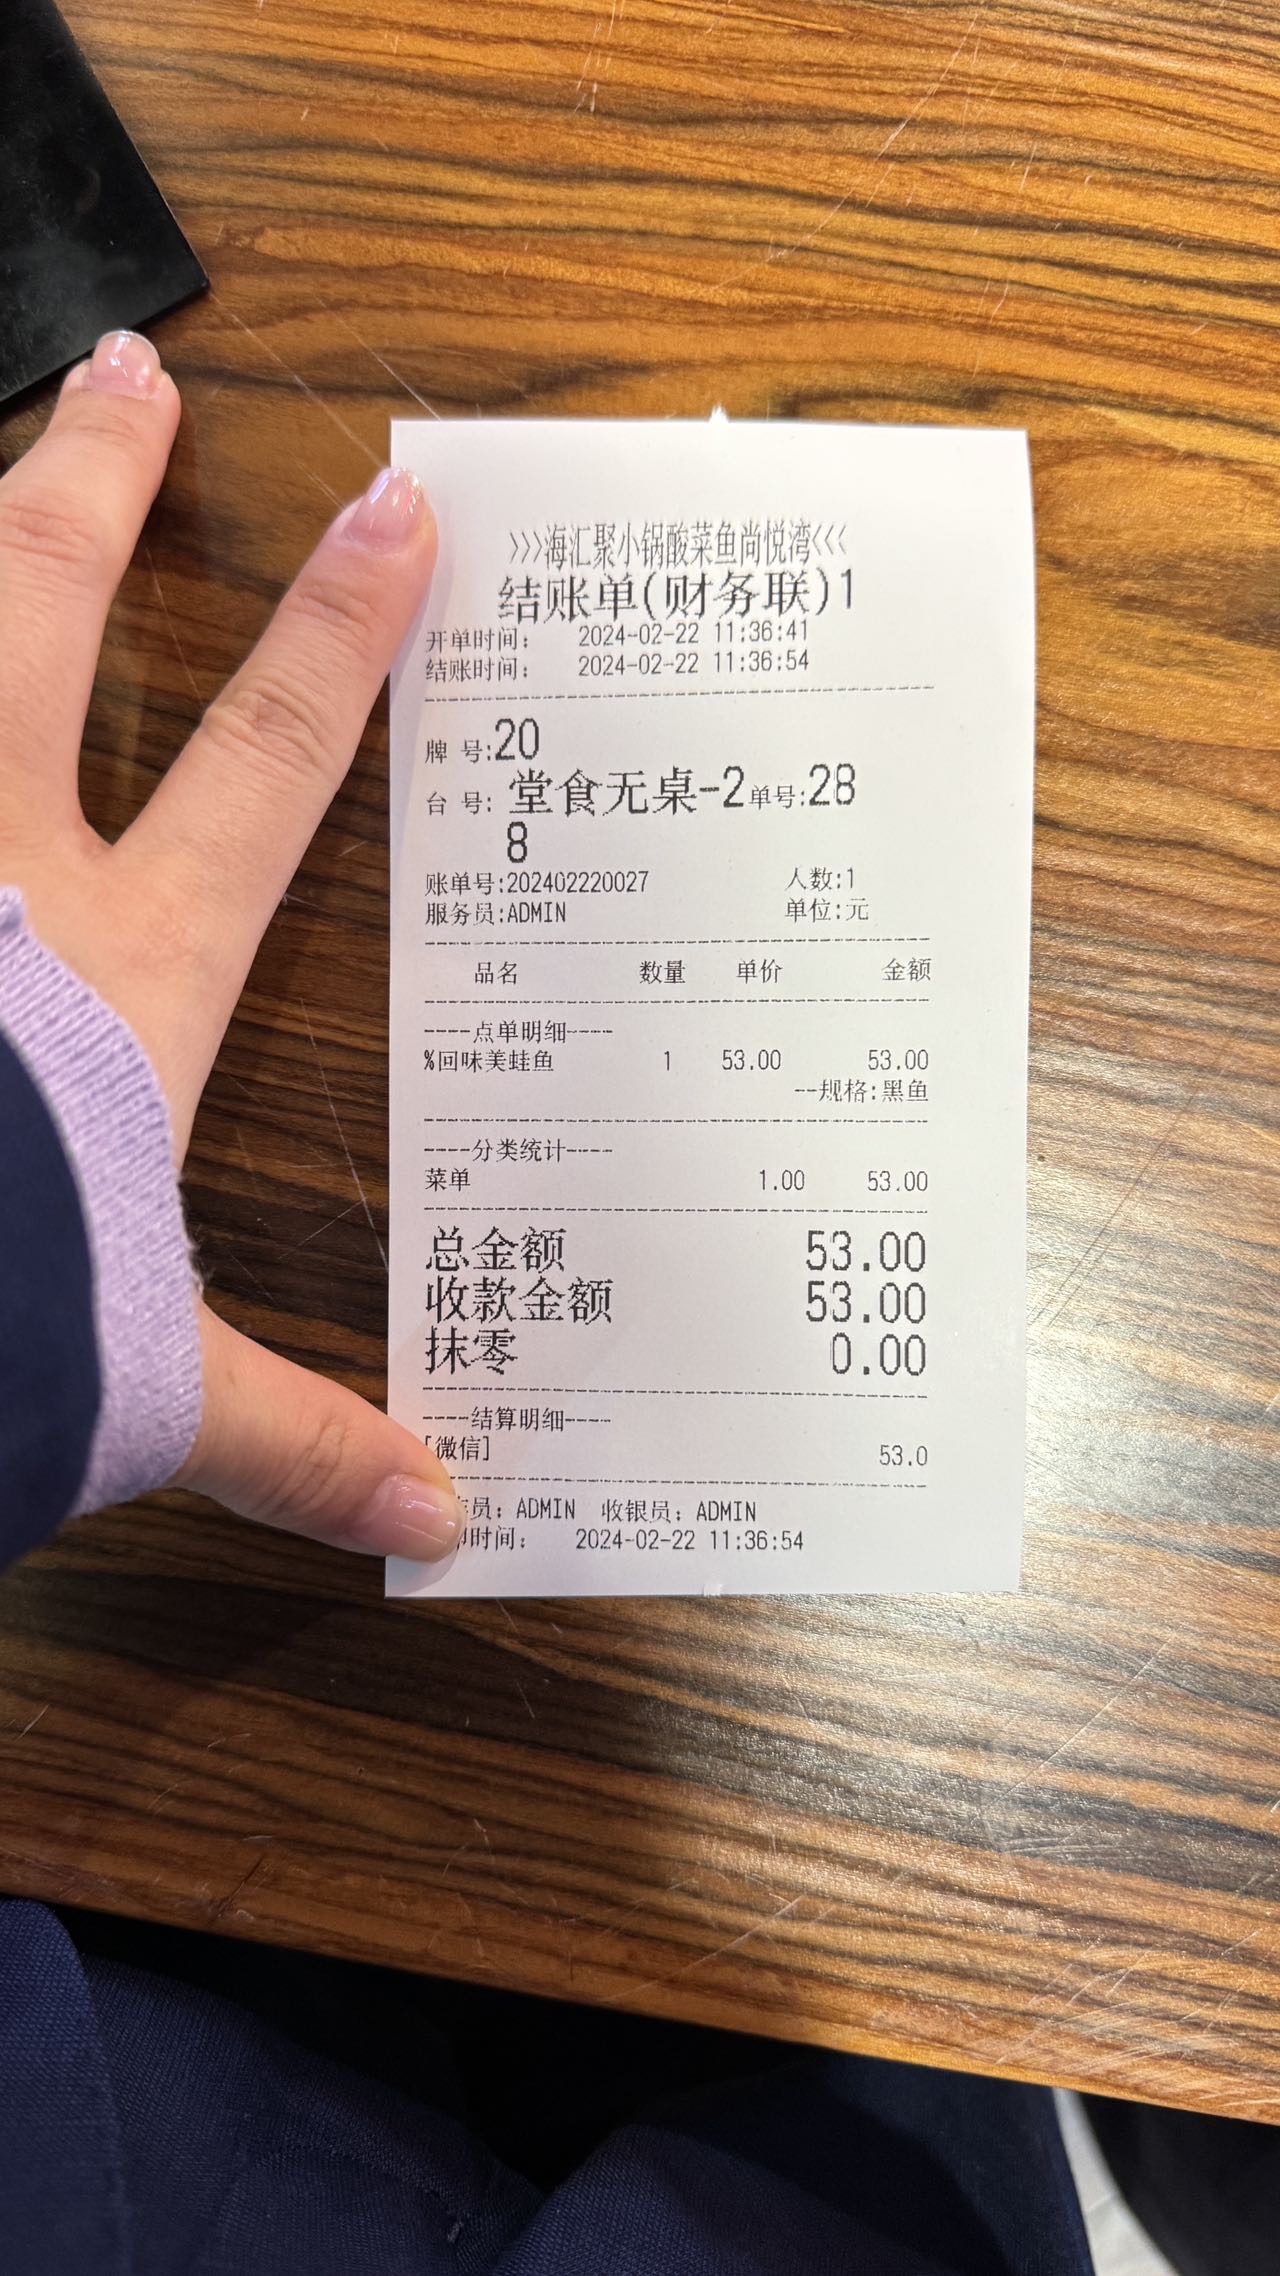 >>>海汇聚小锅酸菜鱼尚悦湾<<<
结账单(财务联)1
开单时间： 2024-02-22 11:36:41
结账时间： 2024-02-22 11:36:54
牌 号:20
台 号: 堂食无桌-2单号:28
8
账单号:202402220027 人数:1
服务员:ADMIN 单位:元
品名 数量 单价 金额
----点单明细----
%回味美蛙鱼 1 53.00 53.00
--规格:黑鱼
----分类统计----
菜单 1.00 53.00
总金额 53.00
收款金额 53.00
抹零 0.00
----结算明细----
[微信] 53.0
员：ADMIN 收银员：ADMIN
时间： 2024-02-22 11:36:54